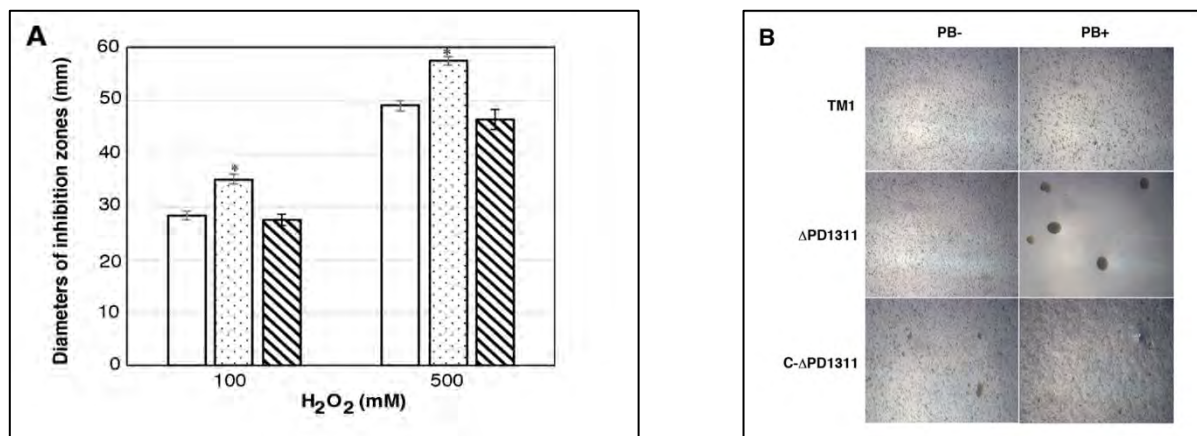 A
60
50
40
30
20
10
0
Diameters of inhibition zones (mm)
*
*
100
500
H₂O₂ (mM)
B
PB-
PB+
TM1
ΔPD1311
C-ΔPD1311